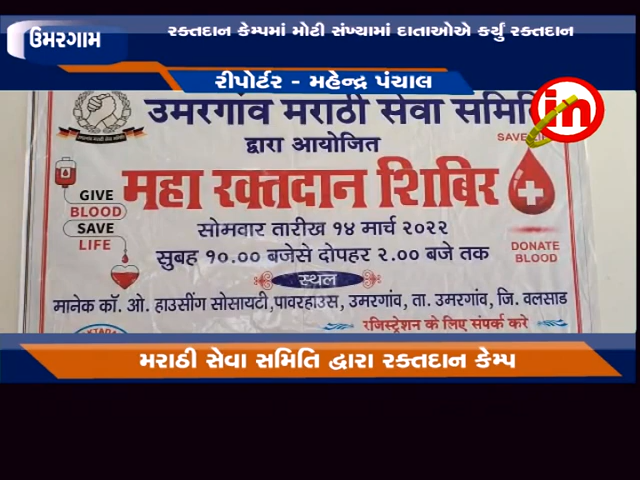 ઉમરગામ
રક્તદાન કેમ્પમાં મોટી સંખ્યામાં દાતાઓએ કર્યું રક્તદાન
રીપોર્ટર - મહેન્દ્ર પંચાલ
in
उमरगांव मराठी सेवा समिति
द्वारा आयोजित
SAVE
महा रक्तदान शिबिर
GIVE
BLOOD
SAVE
LIFE
सोमवार तारीख १४ मार्च २०२२
सुबह १०.०० बजेसे दोपहर २.०० बजे तक
DONATE
BLOOD
स्थल
मानेक कॉ. ओ. हाउसींग सोसायटी,पावरहाउस, उमरगांव, ता. उमरगांव, जि. वलसाड
रजिस्ट्रेशन के लिए संपर्क करे
મરાઠી સેવા સમિતિ દ્વારા રક્તદાન કેમ્પ